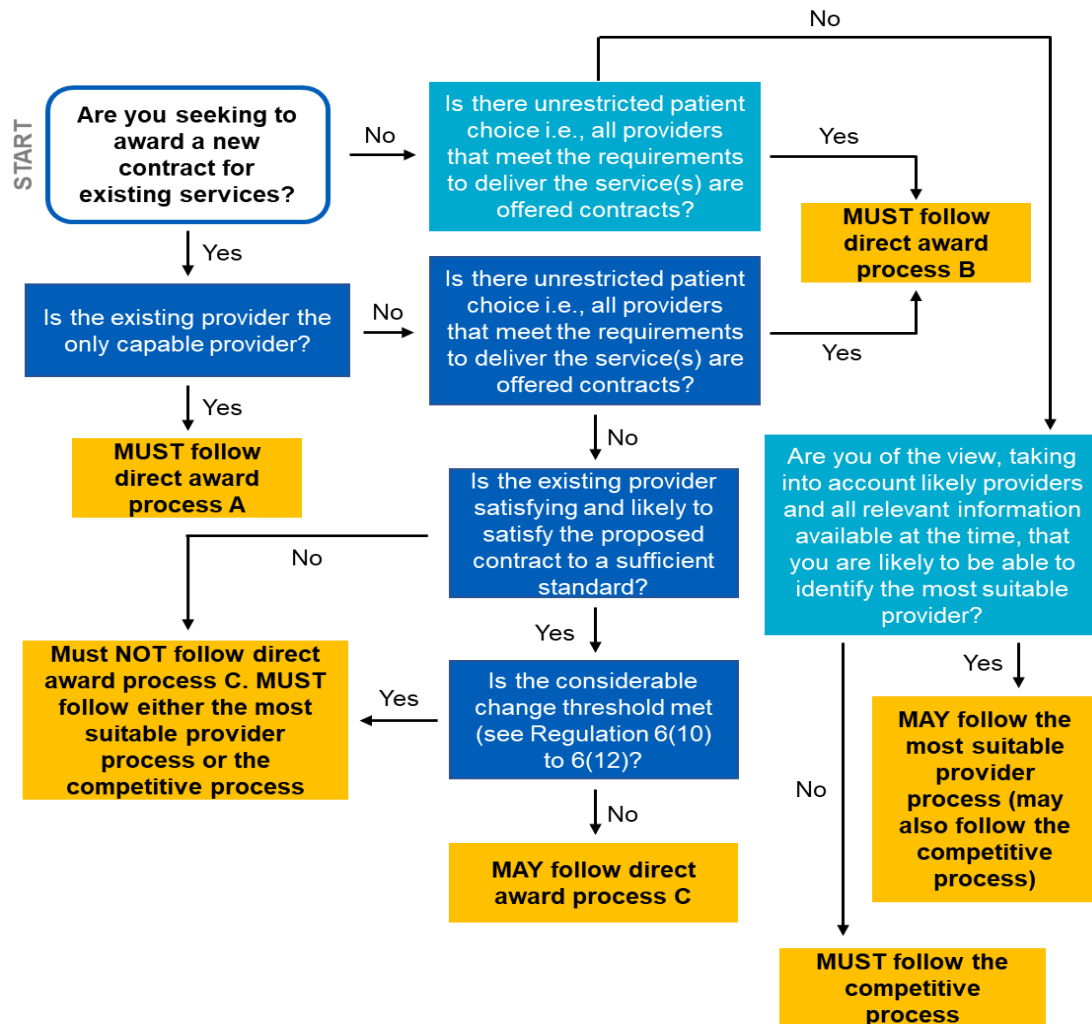 START
Are you seeking to
award a new
contract for
existing services?
No
Is there unrestricted patient
choice i.e., all providers
that meet the requirements
to deliver the service(s) are
offered contracts?
No
Yes
MUST follow
direct award
process B
Yes
Is the existing provider the
only capable provider?
No
Is there unrestricted patient
choice i.e., all providers
that meet the requirements
to deliver the service(s) are
offered contracts?
Yes
Yes
MUST follow
direct award
process A
No
Is the existing provider
satisfying and likely to
satisfy the proposed
contract to a sufficient
standard?
No
Are you of the view, taking
into account likely providers
and all relevant information
available at the time, that
you are likely to be able to
identify the most suitable
provider?
Yes
Must NOT follow direct
award process C. MUST
follow either the most
suitable provider
process or the
competitive process
Yes
Is the considerable
change threshold met
(see Regulation 6(10)
to 6(12)?
No
MAY follow direct
award process C
Yes
MAY follow the
most suitable
provider
process (may
also follow the
competitive
process)
No
MUST follow the
competitive
process